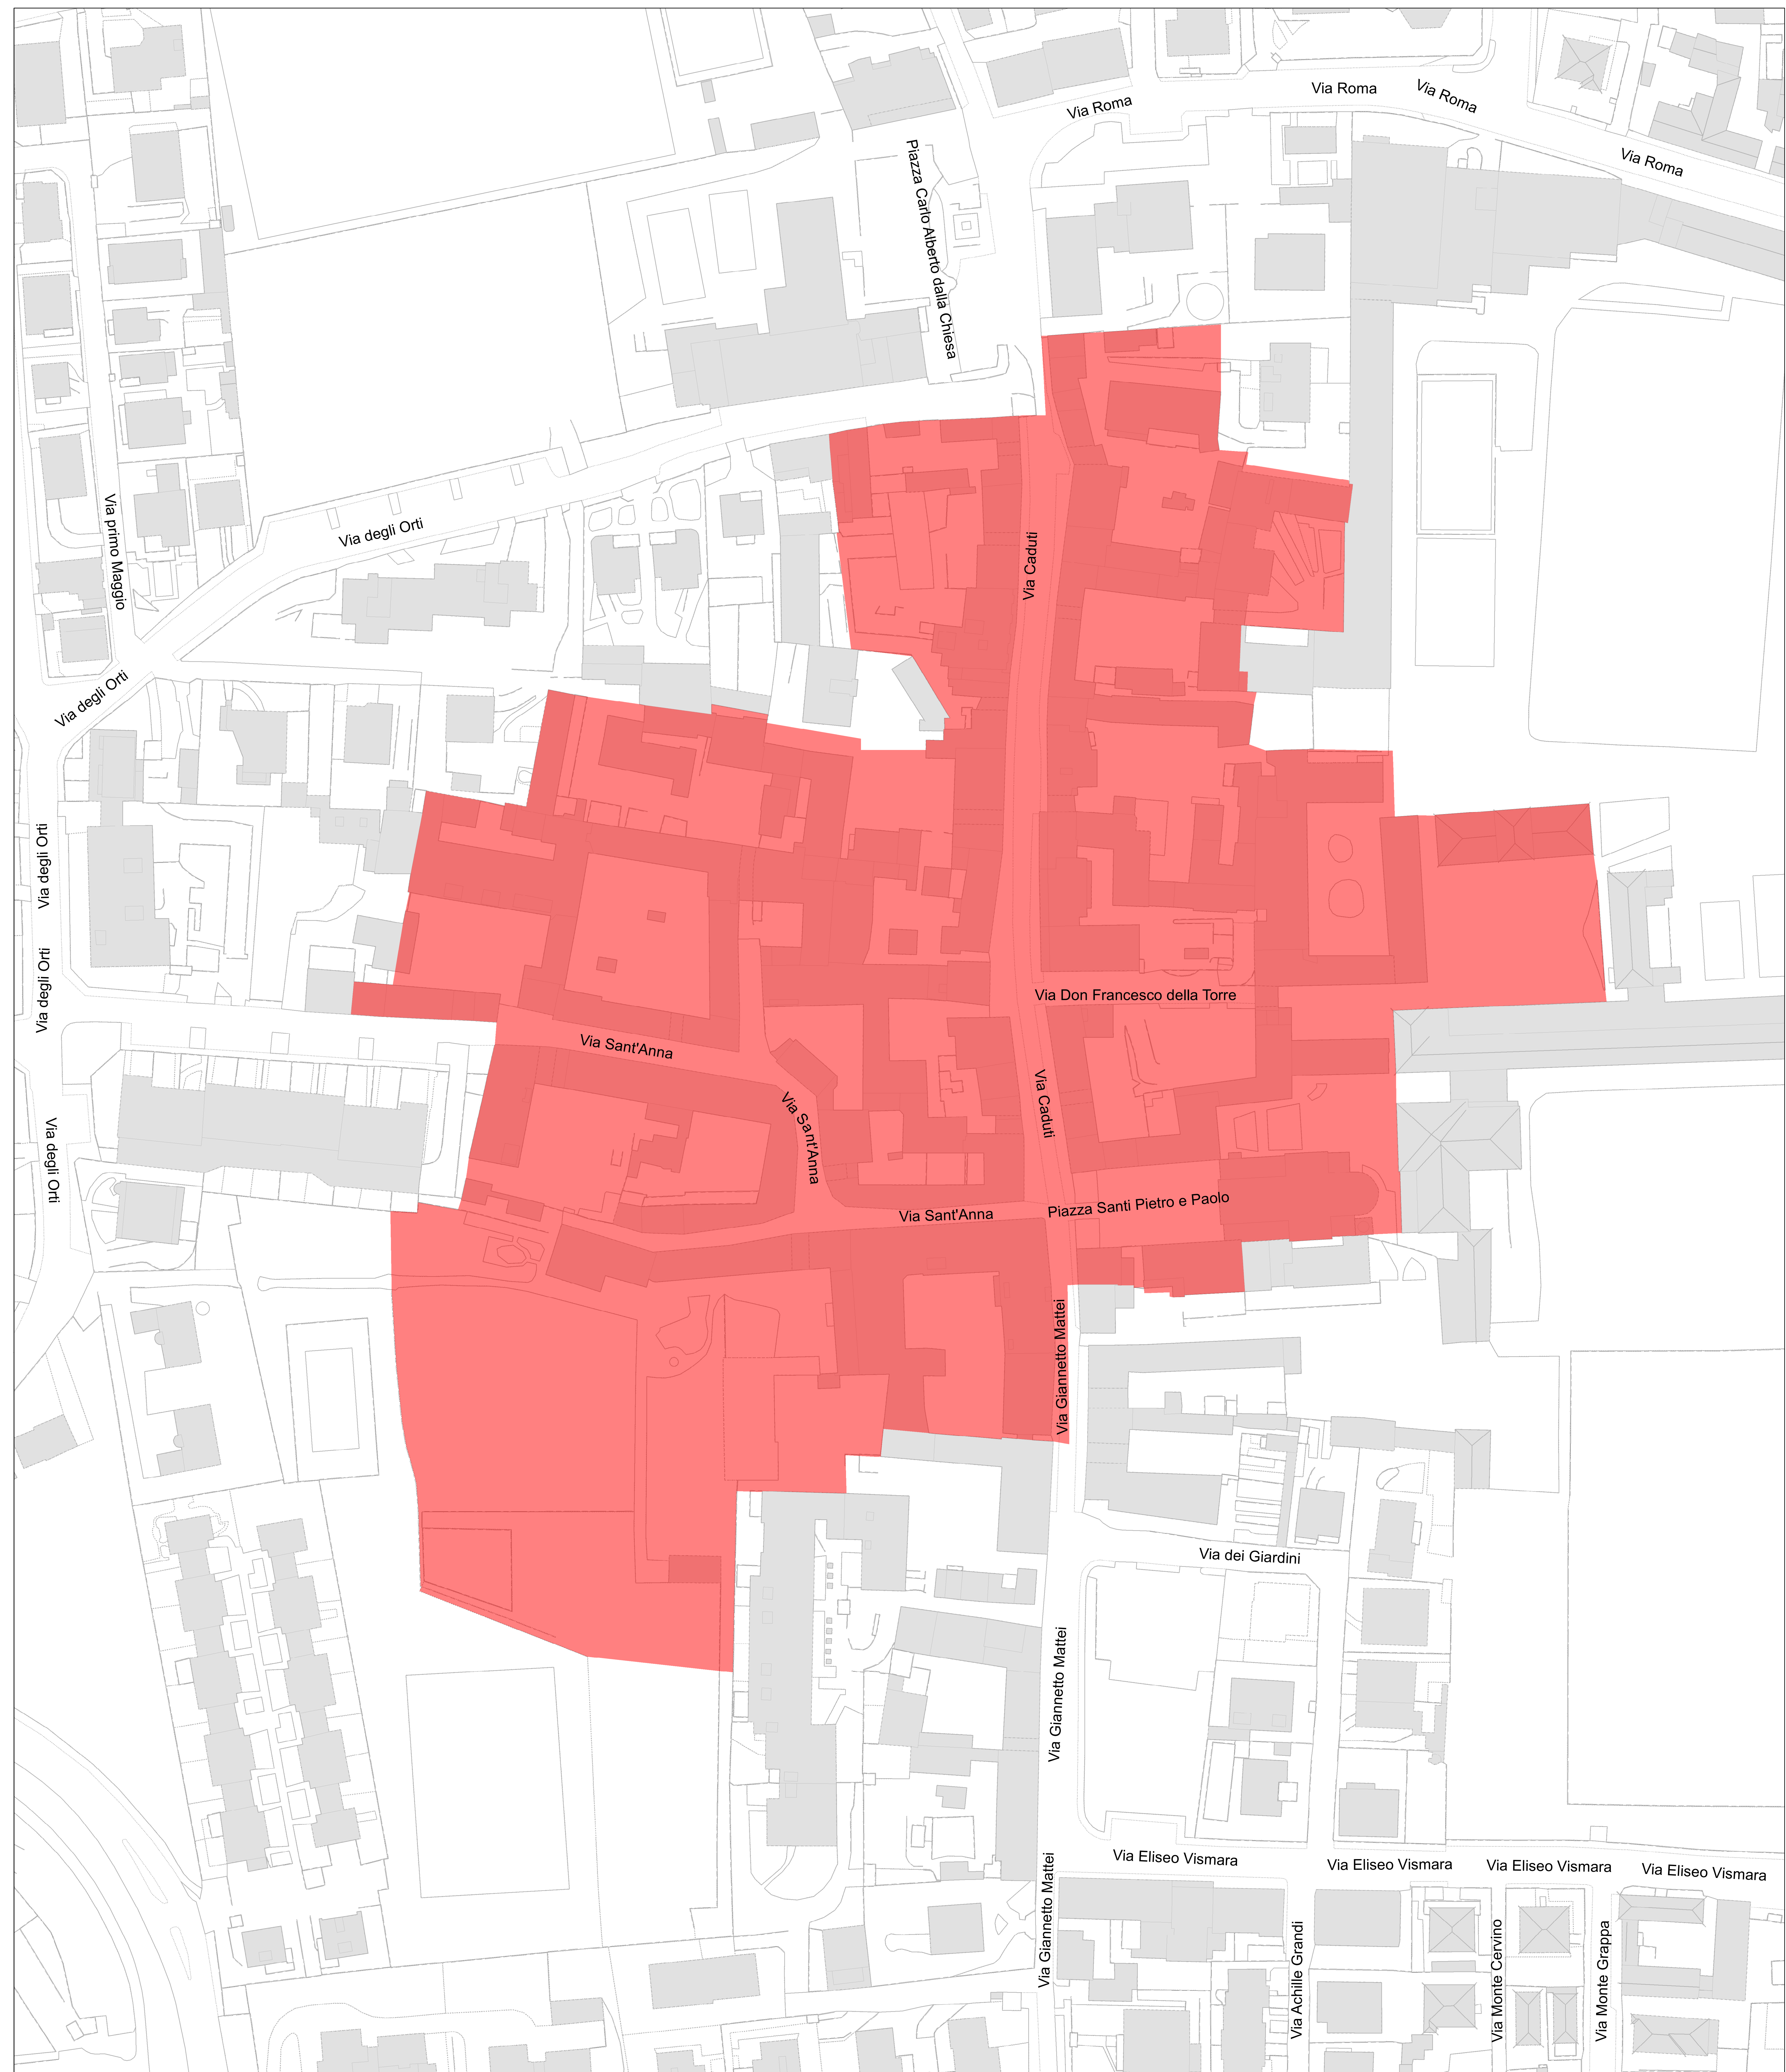 Via Roma
Via Roma
Via Roma
Via Roma
Piazza Carlo Alberto dalla Chiesa
Via primo Maggio
Via degli Orti
Via Caduti
Via degli Orti
Via degli Orti
Via degli Orti
Via Don Francesco della Torre
Via Sant'Anna
Via Caduti
Via Sant'Anna
Via degli Orti
Via Sant'Anna
Piazza Santi Pietro e Paolo
Via Giannetto Mattei
Via dei Giardini
Via Giannetto Mattei
Via Eliseo Vismara
Via Eliseo Vismara
Via Eliseo Vismara
Via Eliseo Vismara
Via Giannetto Mattei
Via Achille Grandi
Via Monte Cervino
Via Monte Grappa